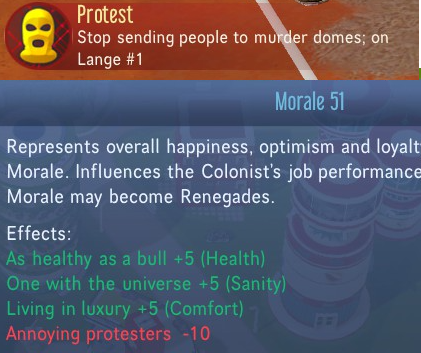 Protest
Stop sending people to murder domes; on
Lange #1
Morale 51
Represents overall happiness, optimism and loyalt
Morale. Influences the Colonist's job performance
Morale may become Renegades.
Effects:
As healthy as a bull +5 (Health)
One with the universe +5 (Sanity)
Living in luxury +5 (Comfort)
Annoying protesters -10